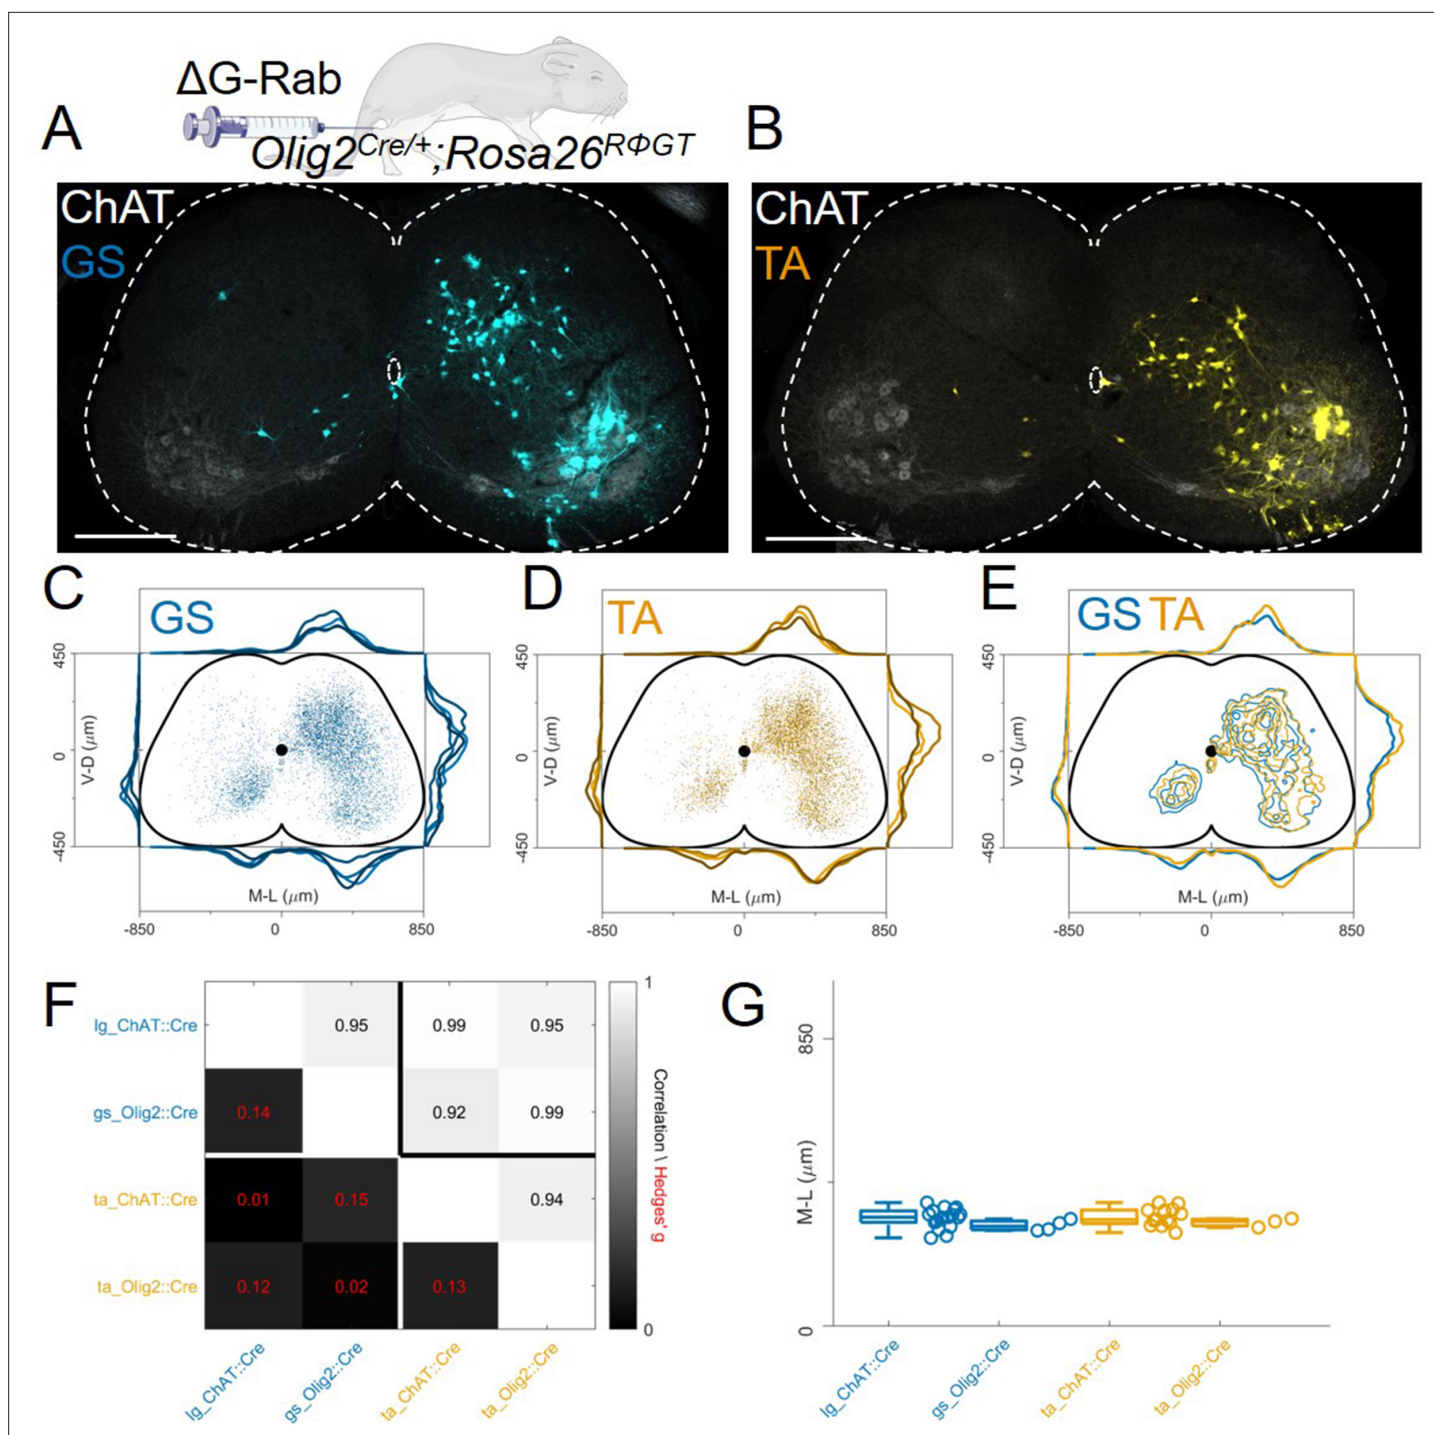 ΔG-Rab
A
Olig2Cre/+;Rosa26RΦGT
B
ChAT
GS
ChAT
TA
C
GS
450
0
-450
V-D (μm)
M-L (μm)
-850
0
850
D
TA
450
0
-450
V-D (μm)
M-L (μm)
-850
0
850
E
GS TA
450
0
-450
V-D (μm)
M-L (μm)
-850
0
850
F
lg_ChAT::Cre
0.95
0.99
0.95
gs_Olig2::Cre
0.14
0.92
0.99
ta_ChAT::Cre
0.01
0.15
0.94
ta_Olig2::Cre
0.12
0.02
0.13
lg_ChAT::Cre
gs_Olig2::Cre
ta_ChAT::Cre
ta_Olig2::Cre
1
0
Correlation \ Hedges' g
G
850
0
M-L (μm)
lg_ChAT::Cre
gs_Olig2::Cre
ta_ChAT::Cre
ta_Olig2::Cre